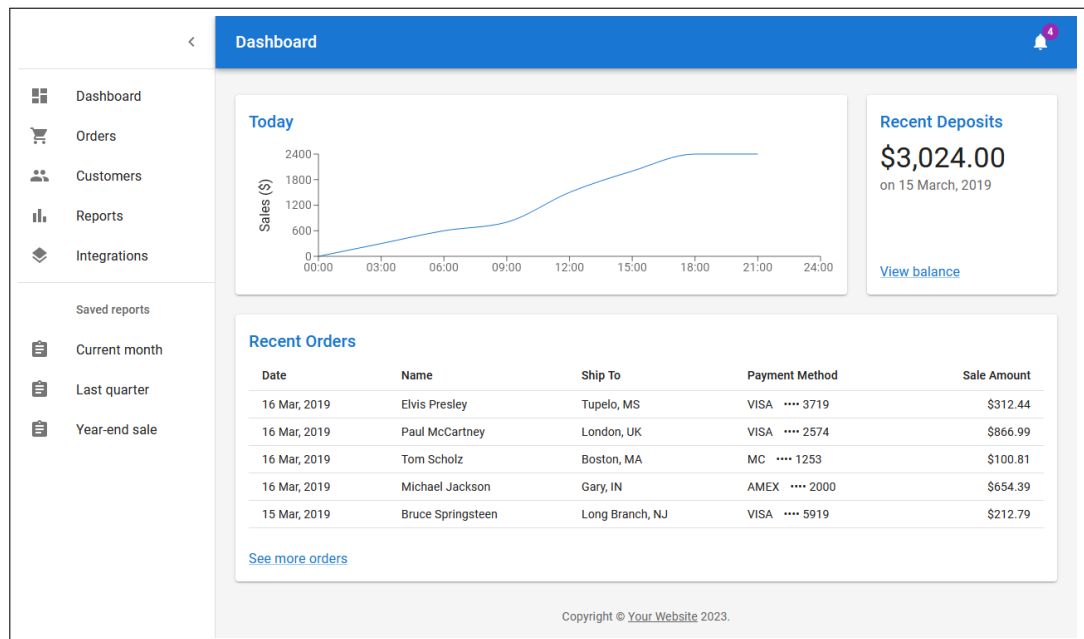 Dashboard
4
Dashboard
Orders
Customers
Reports
Integrations
Saved reports
Current month
Last quarter
Year-end sale
Today
Sales ($)
2400
1800
1200
600
0
00:00 03:00 06:00 09:00 12:00 15:00 18:00 21:00 24:00
Recent Deposits
$3,024.00
on 15 March, 2019
View balance
Recent Orders
Date Name Ship To Payment Method Sale Amount
16 Mar, 2019 Elvis Presley Tupelo, MS VISA •••• 3719 $312.44
16 Mar, 2019 Paul McCartney London, UK VISA •••• 2574 $866.99
16 Mar, 2019 Tom Scholz Boston, MA MC •••• 1253 $100.81
16 Mar, 2019 Michael Jackson Gary, IN AMEX •••• 2000 $654.39
15 Mar, 2019 Bruce Springsteen Long Branch, NJ VISA •••• 5919 $212.79
See more orders
Copyright © Your Website 2023.